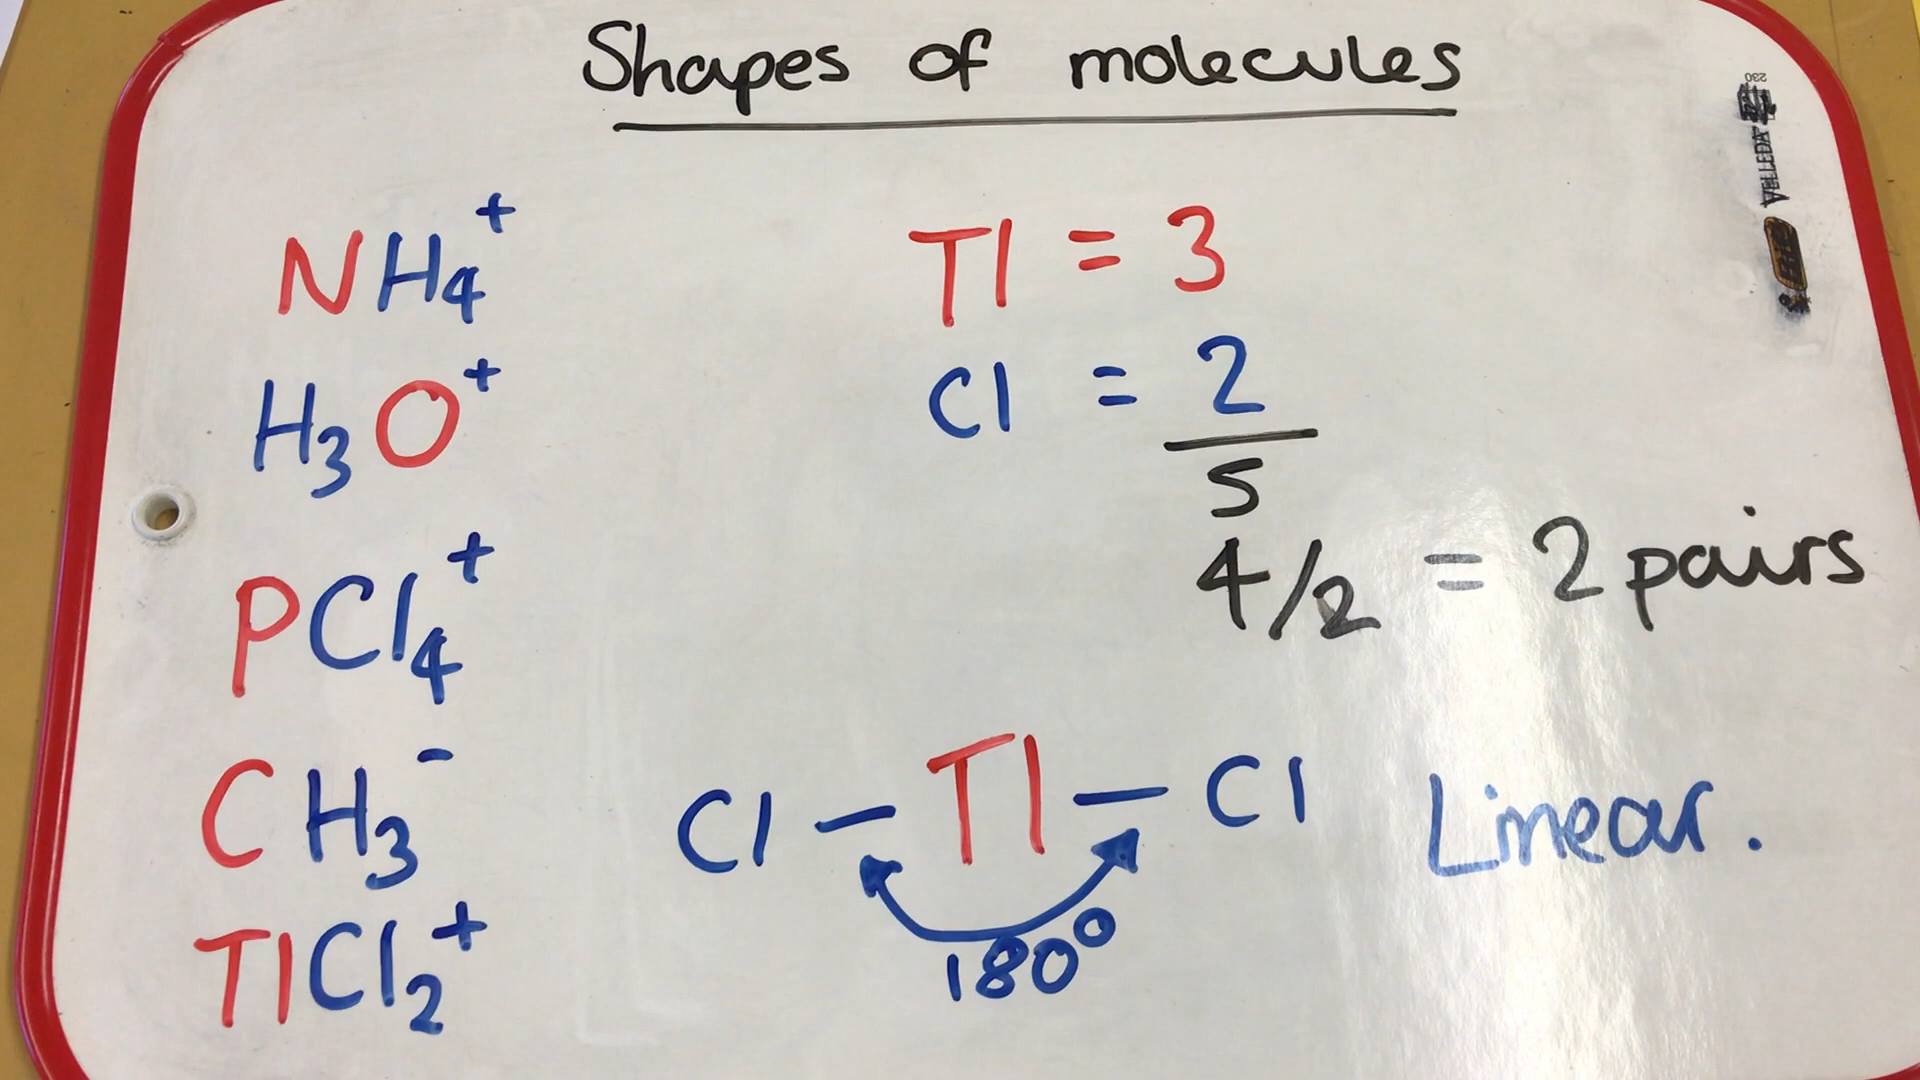 Shapes of molecules
NH4+
H3O+
PCl4+
CH3-
TlCl2+
Tl = 3
Cl = 2
5
4/2 = 2 pairs
Cl - Tl - Cl Linear.
180°
VELLEDA
230